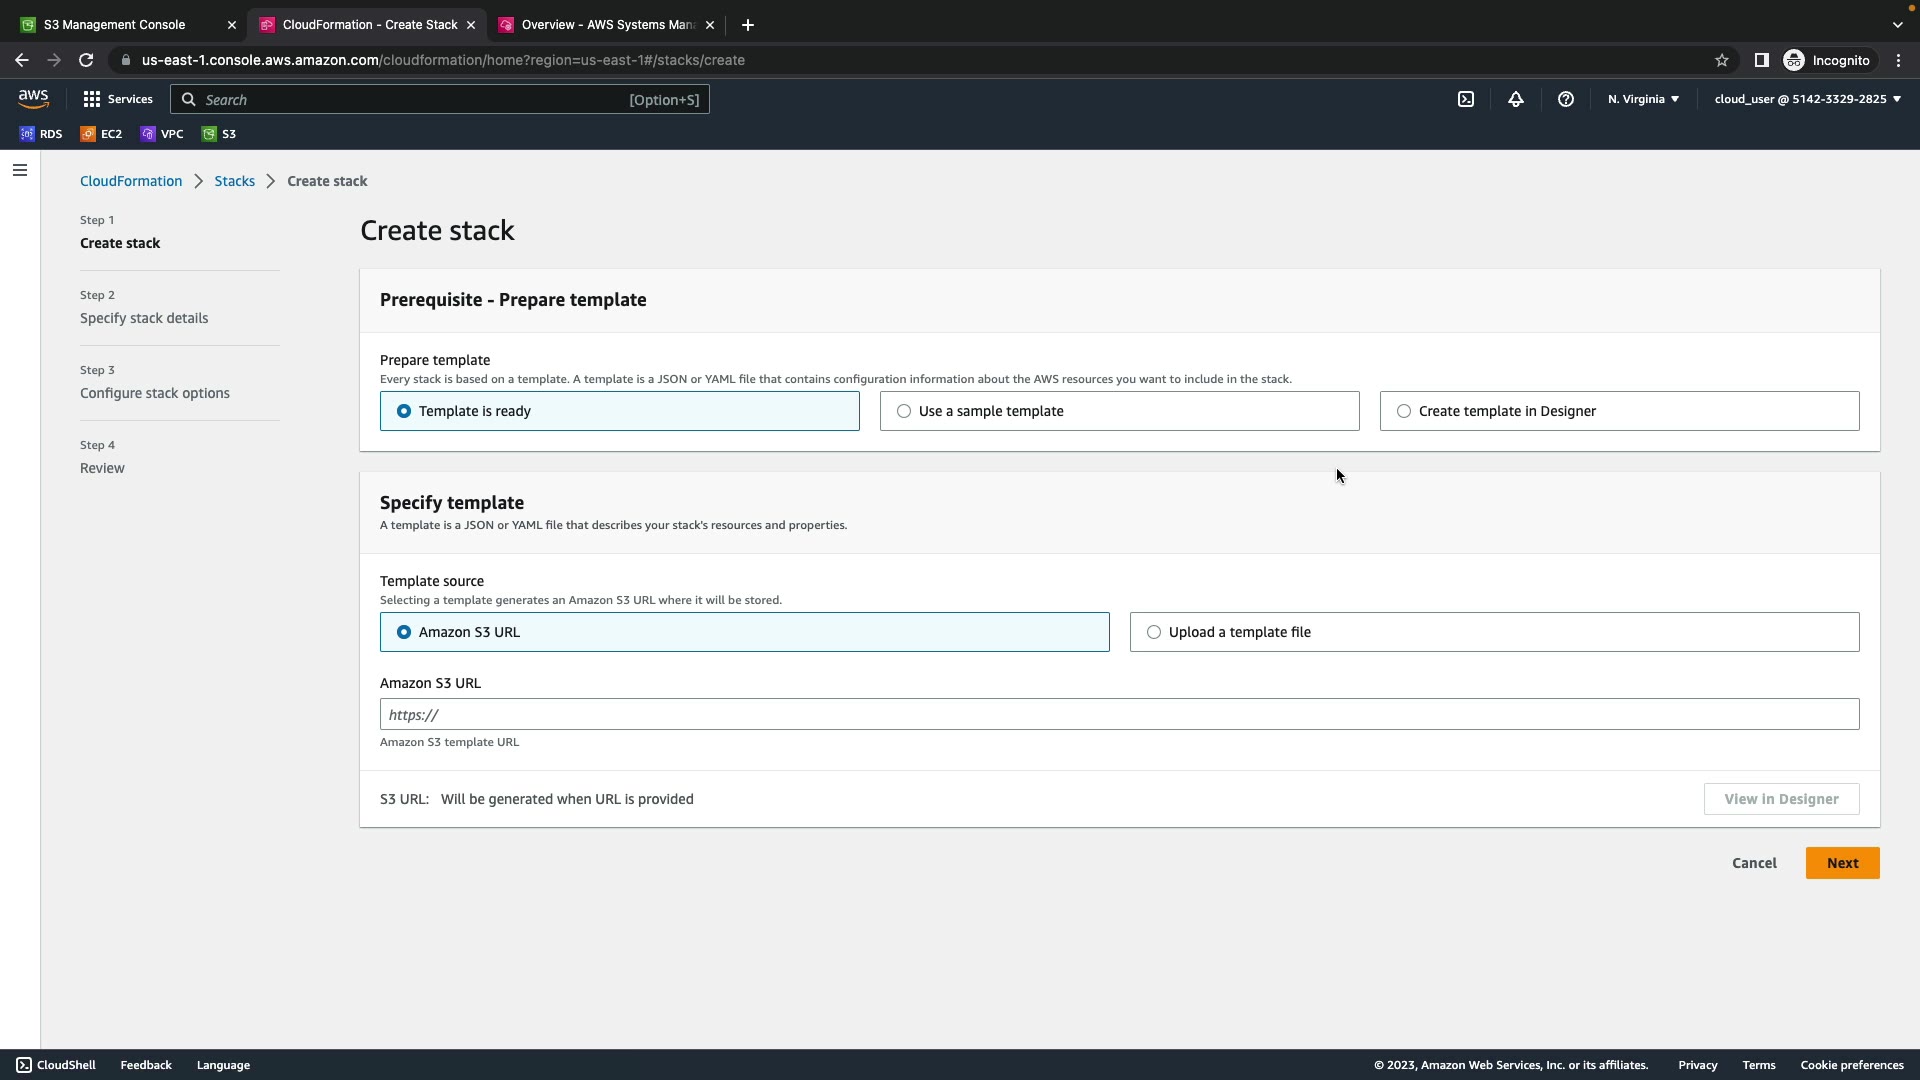 S3 Management Console
CloudFormation - Create Stack
Overview - AWS Systems Man
us-east-1.console.aws.amazon.com/cloudformation/home?region=us-east-1#/stacks/create
Incognito
aws
Services
Search
[Option+S]
N. Virginia
cloud_user @ 5142-3329-2825
RDS
EC2
VPC
S3
CloudFormation
Stacks
Create stack
Step 1
Create stack
Step 2
Specify stack details
Step 3
Configure stack options
Step 4
Review
Create stack
Prerequisite - Prepare template
Prepare template
Every stack is based on a template. A template is a JSON or YAML file that contains configuration information about the AWS resources you want to include in the stack.
Template is ready
Use a sample template
Create template in Designer
Specify template
A template is a JSON or YAML file that describes your stack's resources and properties.
Template source
Selecting a template generates an Amazon S3 URL where it will be stored.
Amazon S3 URL
Upload a template file
Amazon S3 URL
https://
Amazon S3 template URL
S3 URL: Will be generated when URL is provided
View in Designer
Cancel
Next
CloudShell
Feedback
Language
© 2023, Amazon Web Services, Inc. or its affiliates.
Privacy
Terms
Cookie preferences